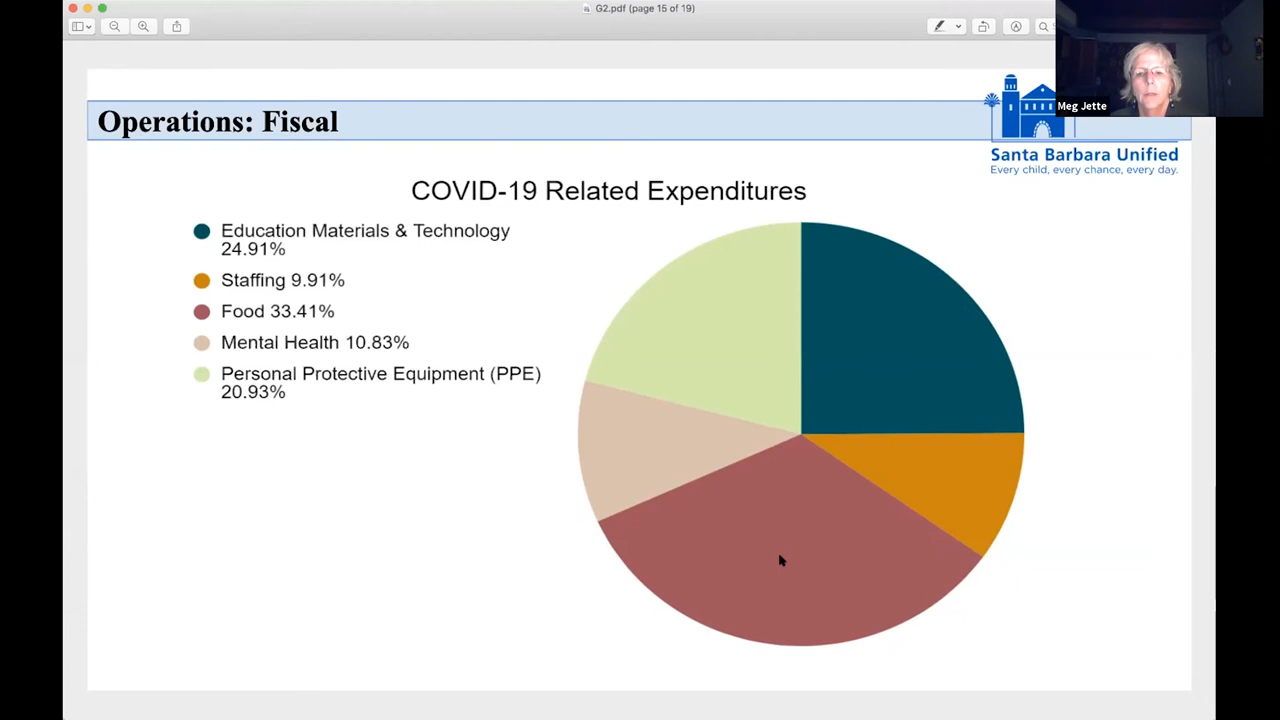 G2.pdf (page 15 of 19)
Meg Jette
Operations: Fiscal
Santa Barbara Unified
Every child, every chance, every day.
COVID-19 Related Expenditures
Education Materials & Technology
24.91%
Staffing 9.91%
Food 33.41%
Mental Health 10.83%
Personal Protective Equipment (PPE)
20.93%